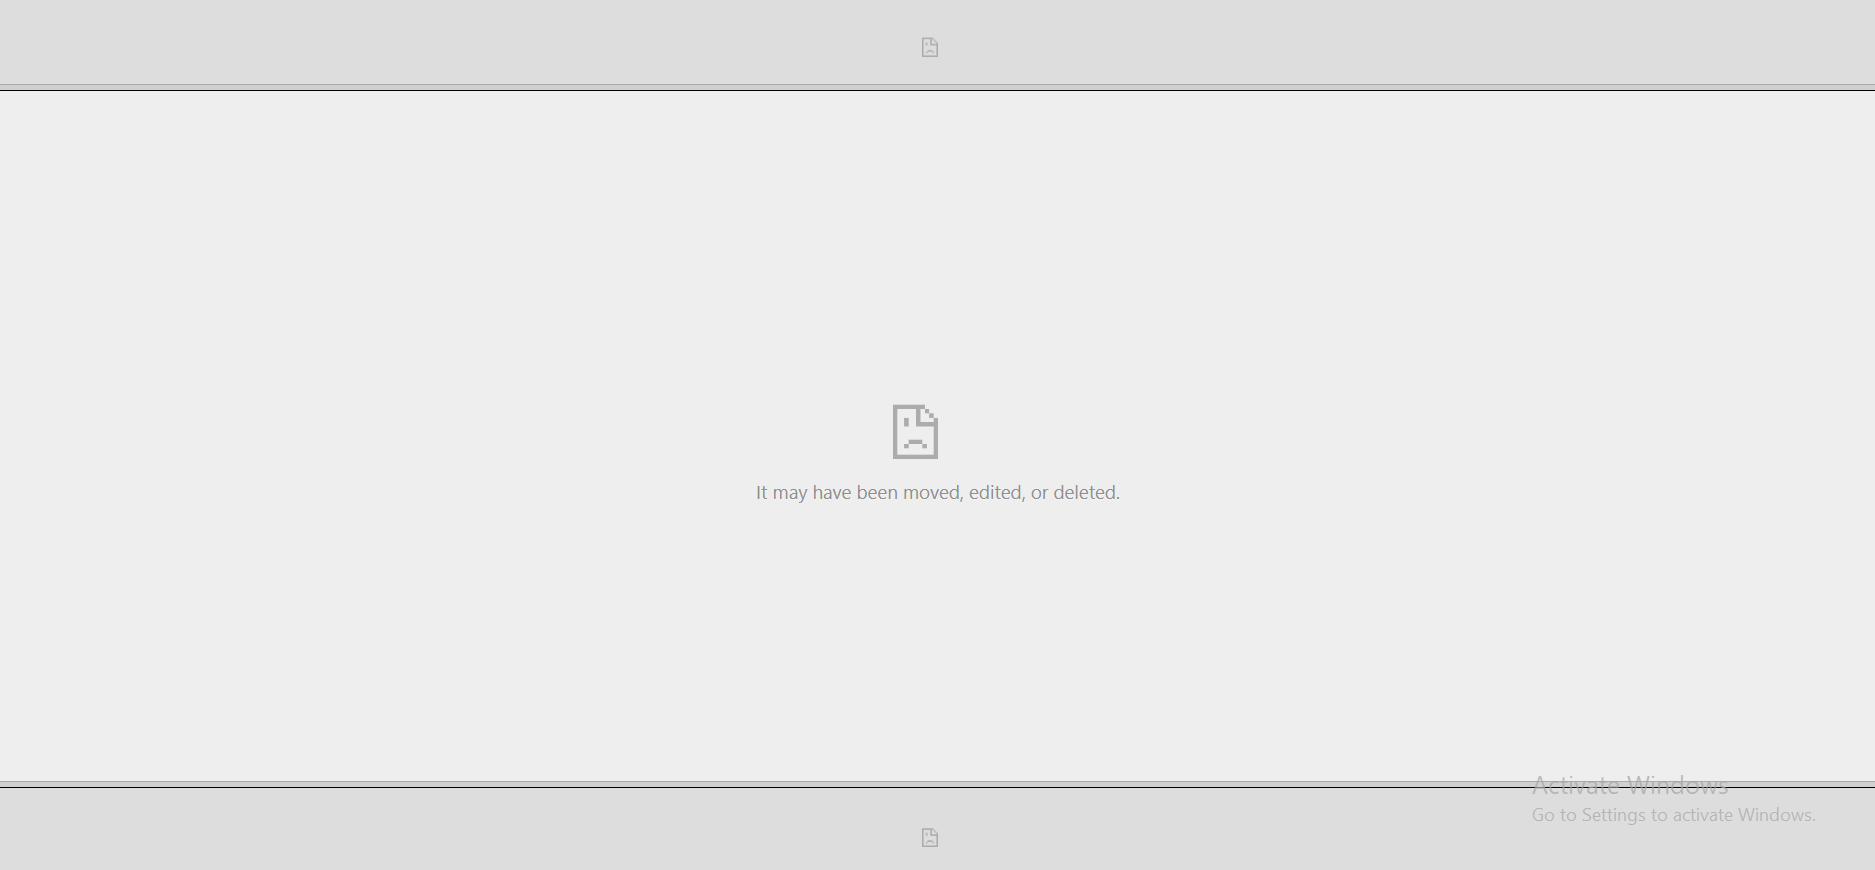 It may have been moved, edited, or deleted.
Activate Windows
Go to Settings to activate Windows.